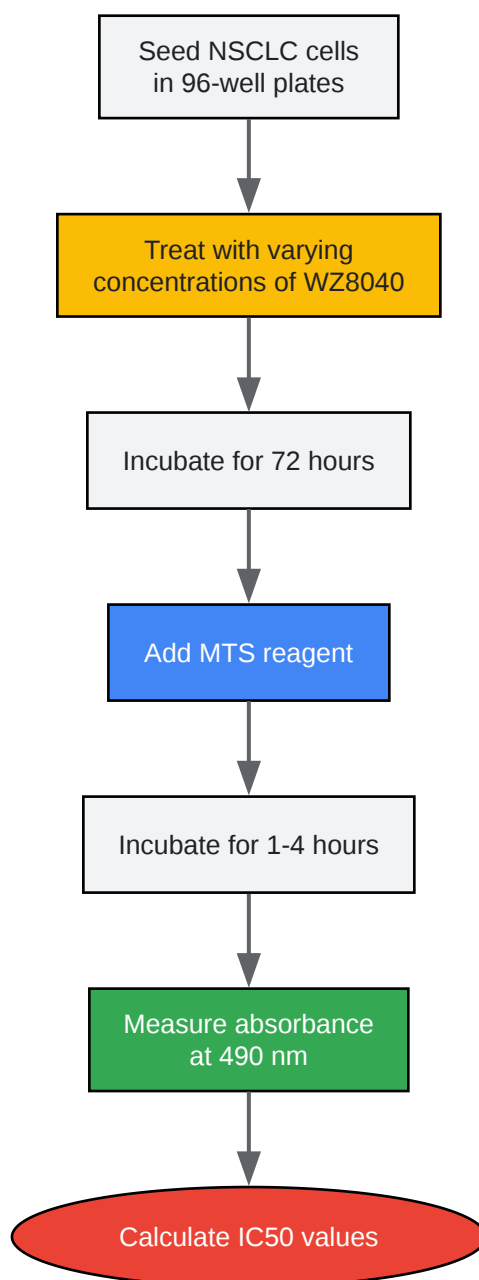 Seed NSCLC cells
in 96-well plates
Treat with varying
concentrations of WZ8040
Incubate for 72 hours
Add MTS reagent
Incubate for 1-4 hours
Measure absorbance
at 490 nm
Calculate IC50 values